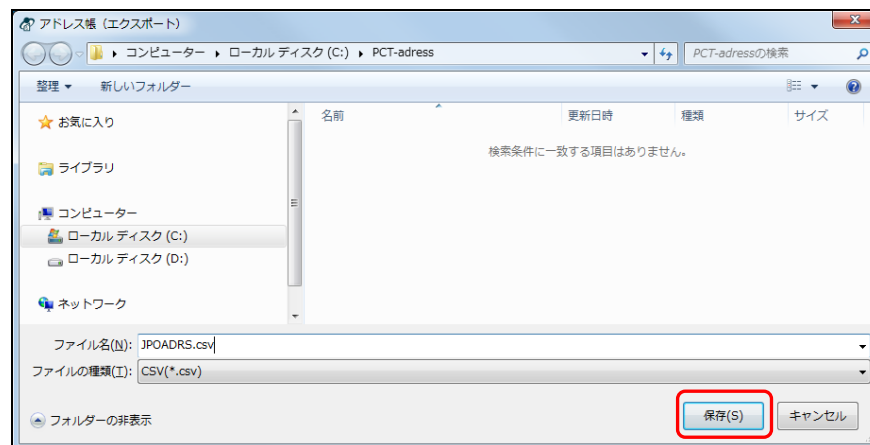 アドレス帳（エクスポート）
コンピューター ▸ ローカル ディスク (C:) ▸ PCT-adress PCT-adressの検索
整理 新しいフォルダー
お気に入り 名前 更新日時 種類 サイズ
検索条件に一致する項目はありません。
ライブラリ
コンピューター
ローカル ディスク (C:)
ローカル ディスク (D:)
ネットワーク
ファイル名(N): JPOADRS.csv
ファイルの種類(T): CSV(*.csv)
フォルダーの非表示 保存(S) キャンセル